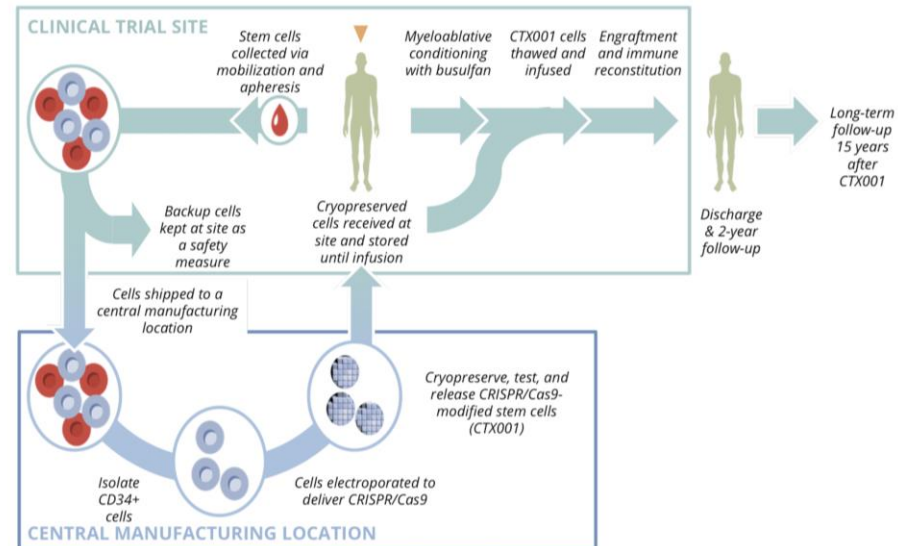 CLINICAL TRIAL SITE
Stem cells
collected via
mobilization and
apheresis
Myeloablative
conditioning
with busulfan
CTX001 cells
thawed and
infused
Engraftment
and immune
reconstitution
Long-term
follow-up
15 years
after
CTX001
Backup cells
kept at site as
a safety
measure
Cryopreserved
cells received at
site and stored
until infusion
Discharge
& 2-year
follow-up
Cells shipped to a
central manufacturing
location
Cryopreserve, test, and
release CRISPR/Cas9-
modified stem cells
(CTX001)
Isolate
CD34+
cells
Cells electroporated to
deliver CRISPR/Cas9
CENTRAL MANUFACTURING LOCATION